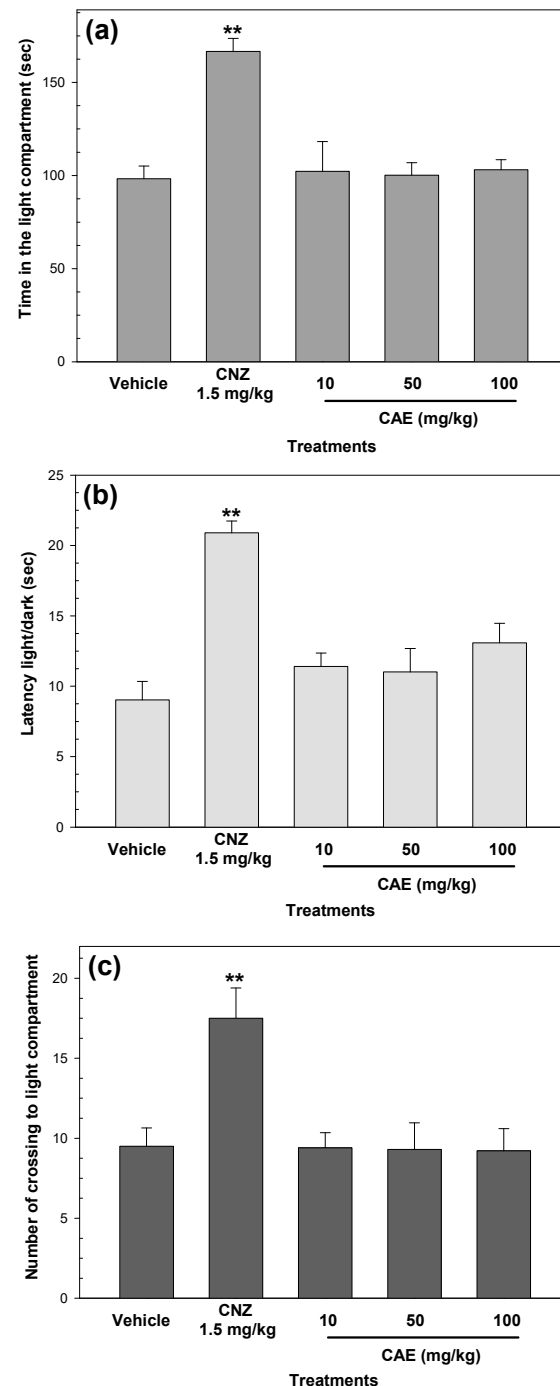 (a)
**
Time in the light compartment (sec)
150
100
50
0
Vehicle
CNZ
1.5 mg/kg
10 50 100
CAE (mg/kg)
Treatments
(b)
**
Latency light/dark (sec)
25
20
15
10
5
0
Vehicle
CNZ
1.5 mg/kg
10 50 100
CAE (mg/kg)
Treatments
(c)
**
Number of crossing to light compartment
20
15
10
5
0
Vehicle
CNZ
1.5 mg/kg
10 50 100
CAE (mg/kg)
Treatments